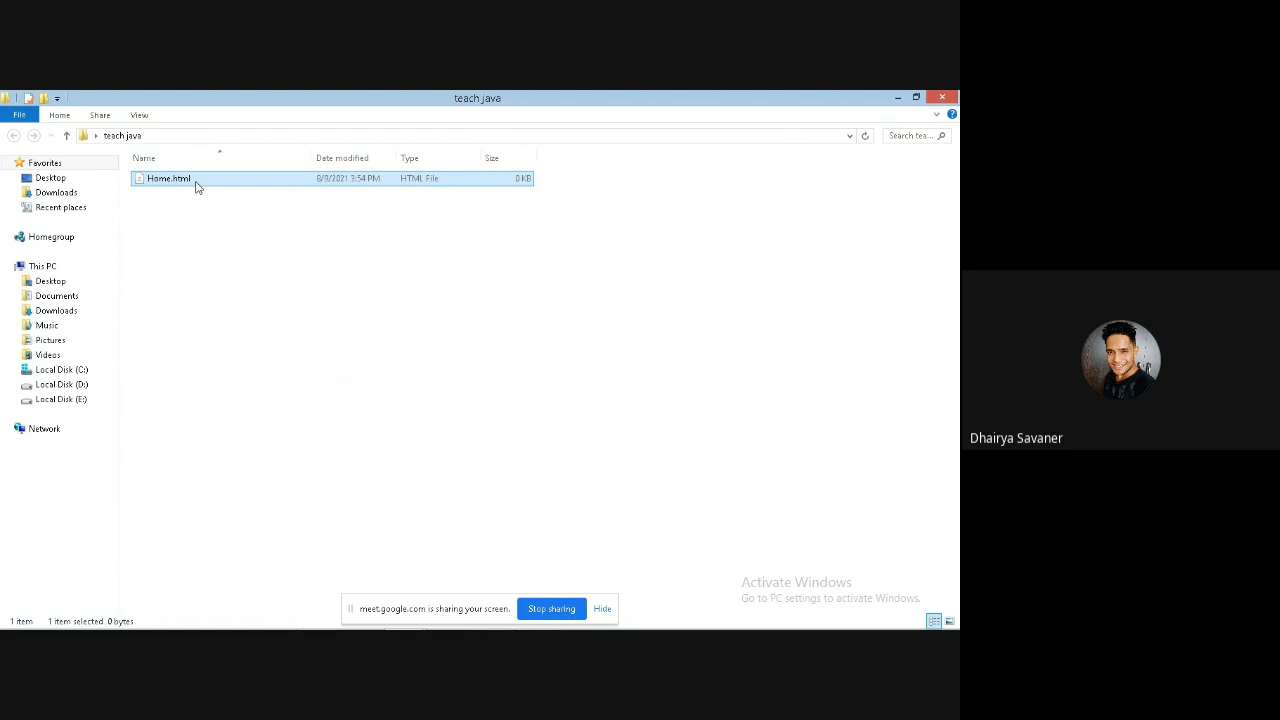 teach java
File Home Share View
teach java
Search tea...
Name Date modified Type Size
Home.html 8/9/2021 3:54 PM HTML File 0 KB
Favorites
Desktop
Downloads
Recent places
Homegroup
This PC
Desktop
Documents
Downloads
Music
Pictures
Videos
Local Disk (C:)
Local Disk (D:)
Local Disk (E:)
Network
Dhairya Savaner
Activate Windows
Go to PC settings to activate Windows.
meet.google.com is sharing your screen. Stop sharing Hide
1 item 1 item selected. 0 bytes